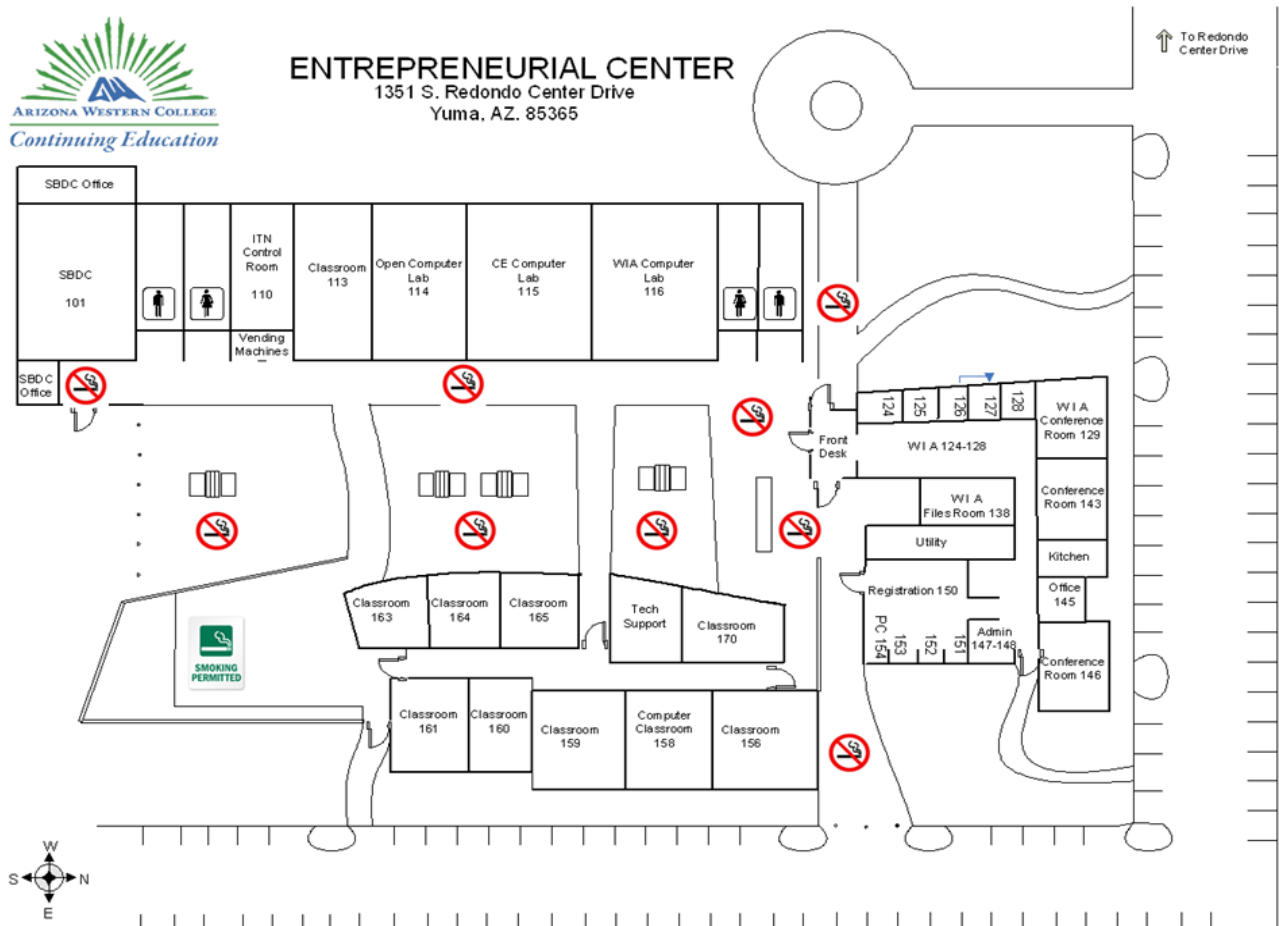 ARIZONA WESTERN COLLEGE
Continuing Education
ENTREPRENEURIAL CENTER
1351 S. Redondo Center Drive
Yuma, AZ. 85365
To Redondo
Center Drive
SBDC Office
SBDC
101
ITN
Control
Room
110
Vending
Machines
Classroom
113
Open Computer
Lab
114
CE Computer
Lab
115
WIA Computer
Lab
116
SBDC
Office
Front
Desk
124
125
126
127
128
W I A
Conference
Room 129
W I A 124-128
Conference
Room 143
W I A
Files Room 138
Utility
Kitchen
Office
145
Registration 150
PC 154
153
152
151
Admin
147-148
Conference
Room 146
Classroom
163
Classroom
164
Classroom
165
Tech
Support
Classroom
170
SMOKING
PERMITTED
Classroom
161
Classroom
160
Classroom
159
Computer
Classroom
158
Classroom
156
W
S
N
E